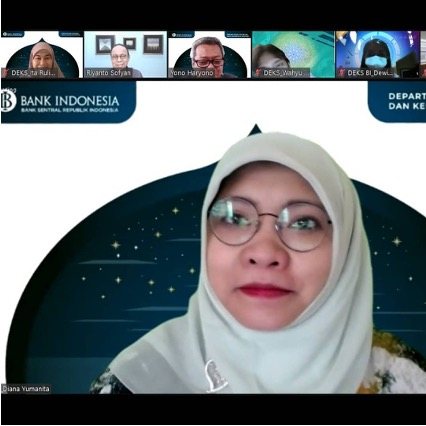 DEKS_Ita Ruli...
Riyanto Sofyan
Yono Haryono
DEKS_Wahyu
DEKS BI_Dewi...
BANK INDONESIA
BANK SENTRAL REPUBLIK INDONESIA
DEPART
DAN KE
Diana Yumanita